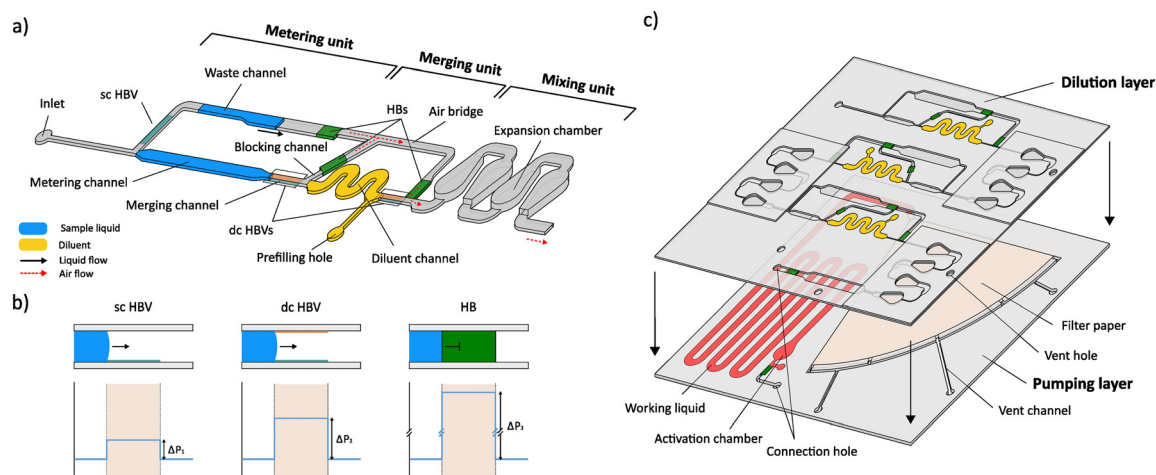 a)
Metering unit
Merging unit
Mixing unit
Waste channel
sc HBV
Inlet
HBs
Air bridge
Expansion chamber
Blocking channel
Metering channel
Merging channel
dc HBVs
Prefilling hole
Diluent channel
Sample liquid
Diluent
Liquid flow
Air flow
b)
sc HBV
dc HBV
HB
ΔP₁
ΔP₂
ΔP₃
c)
Dilution layer
Filter paper
Vent hole
Pumping layer
Vent channel
Working liquid
Activation chamber
Connection hole